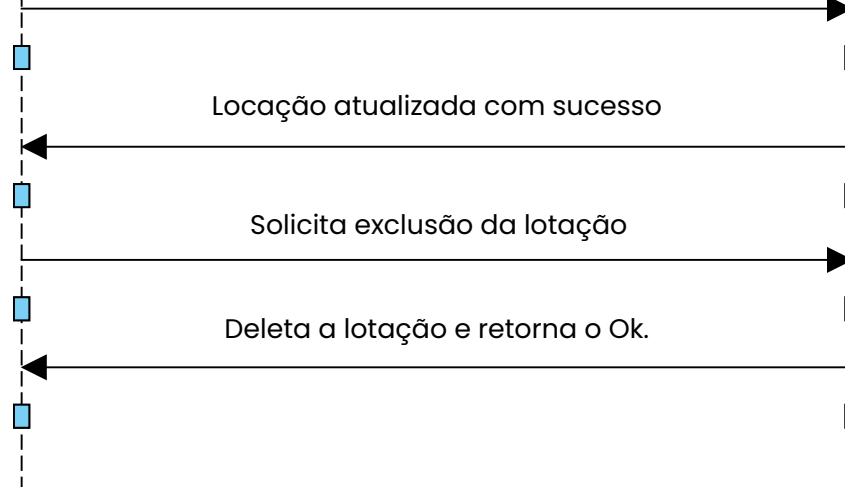 Locação atualizada com sucesso
Solicita exclusão da lotação
Deleta a lotação e retorna o Ok.